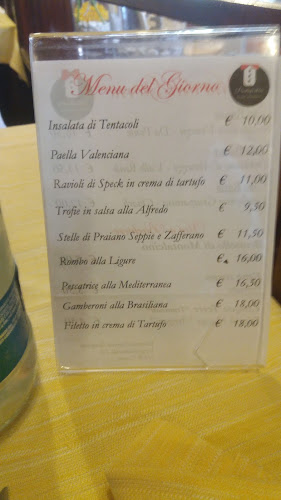 Menu del Giorno
Insalata di Tentacoli € 10,00
Paella Valenciana € 12,00
Ravioli di Speck in crema di tartufo € 11,00
Trofie in salsa alla Alfredo € 9,50
Stelle di Praiano Seppie e Zafferano € 11,50
Rombo alla Ligure € 16,00
Pescatrice alla Mediterranea € 16,50
Gamberoni alla Brasiliana € 18,00
Filetto in crema di Tartufo € 18,00